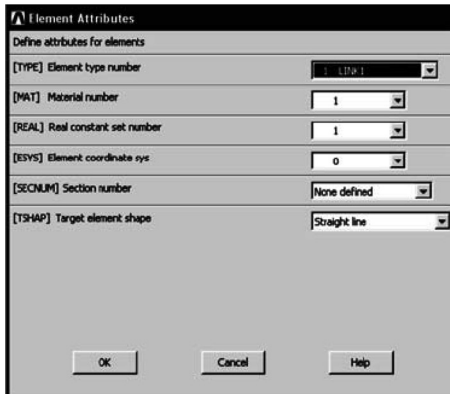 Element Attributes
Define attributes for elements
[TYPE] Element type number 1 LINK1
[MAT] Material number 1
[REAL] Real constant set number 1
[ESYS] Element coordinate sys 0
[SECNUM] Section number None defined
[TSHAP] Target element shape Straight line
OK Cancel Help